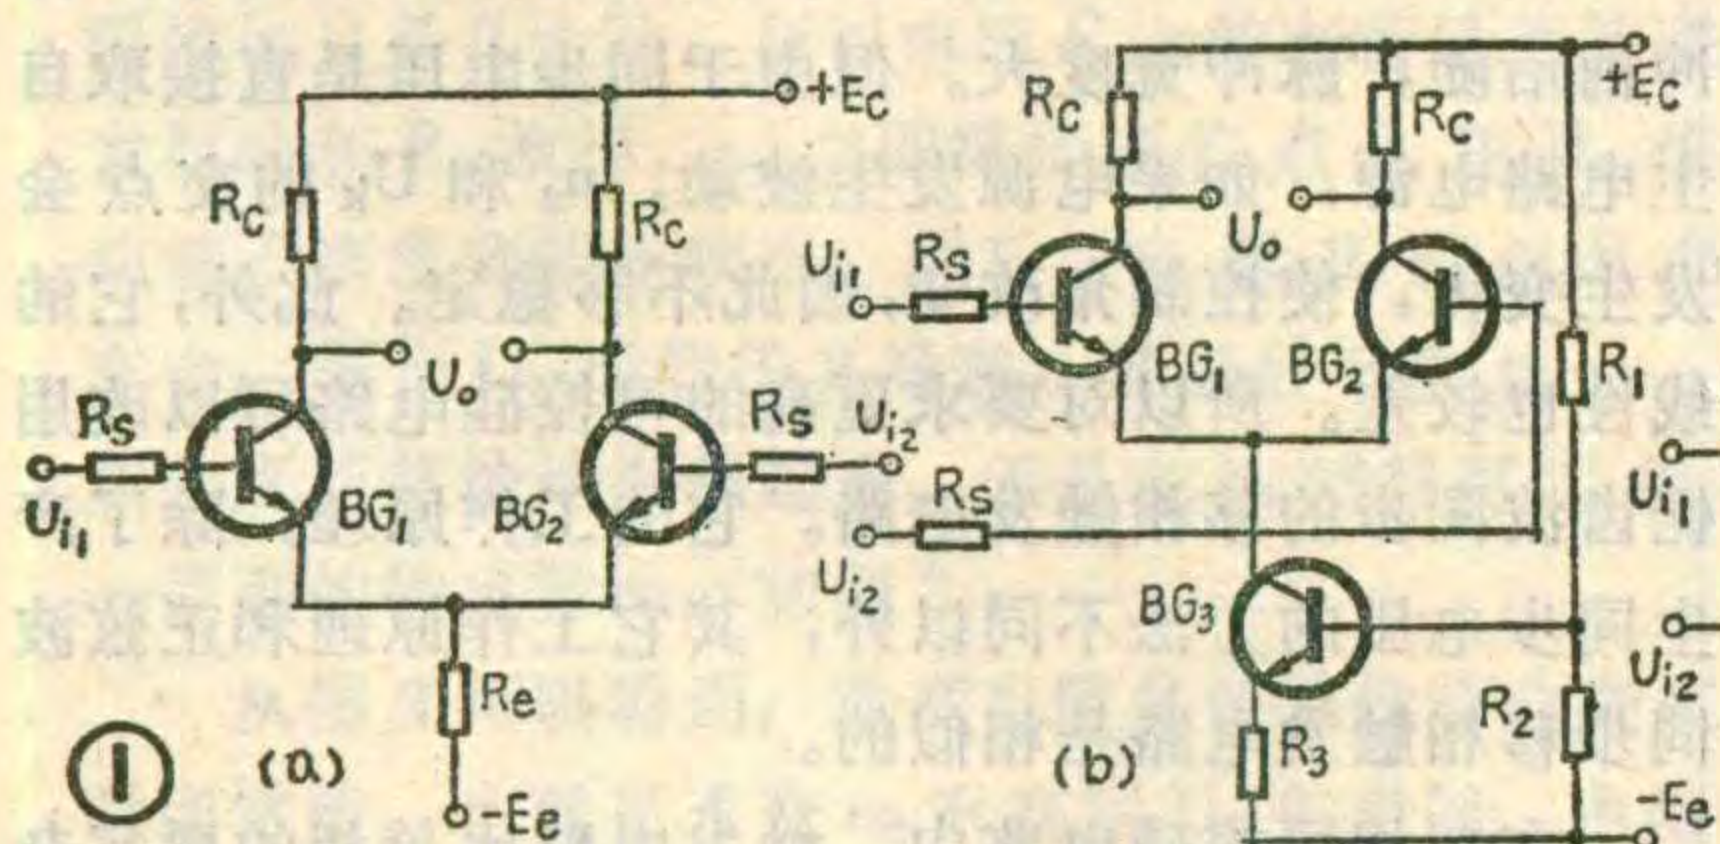 +Ec
Rc
Rc
Uo
Rs
Rs
Ui2
Ui1
BG1
BG2
Re
①
(a)
-Ee
+Ec
Rc
Rc
Ui1
Rs
Uo
BG1
BG2
R1
Rs
Ui2
BG3
R2
R3
(b)
-Ee
Ui1
Ui2